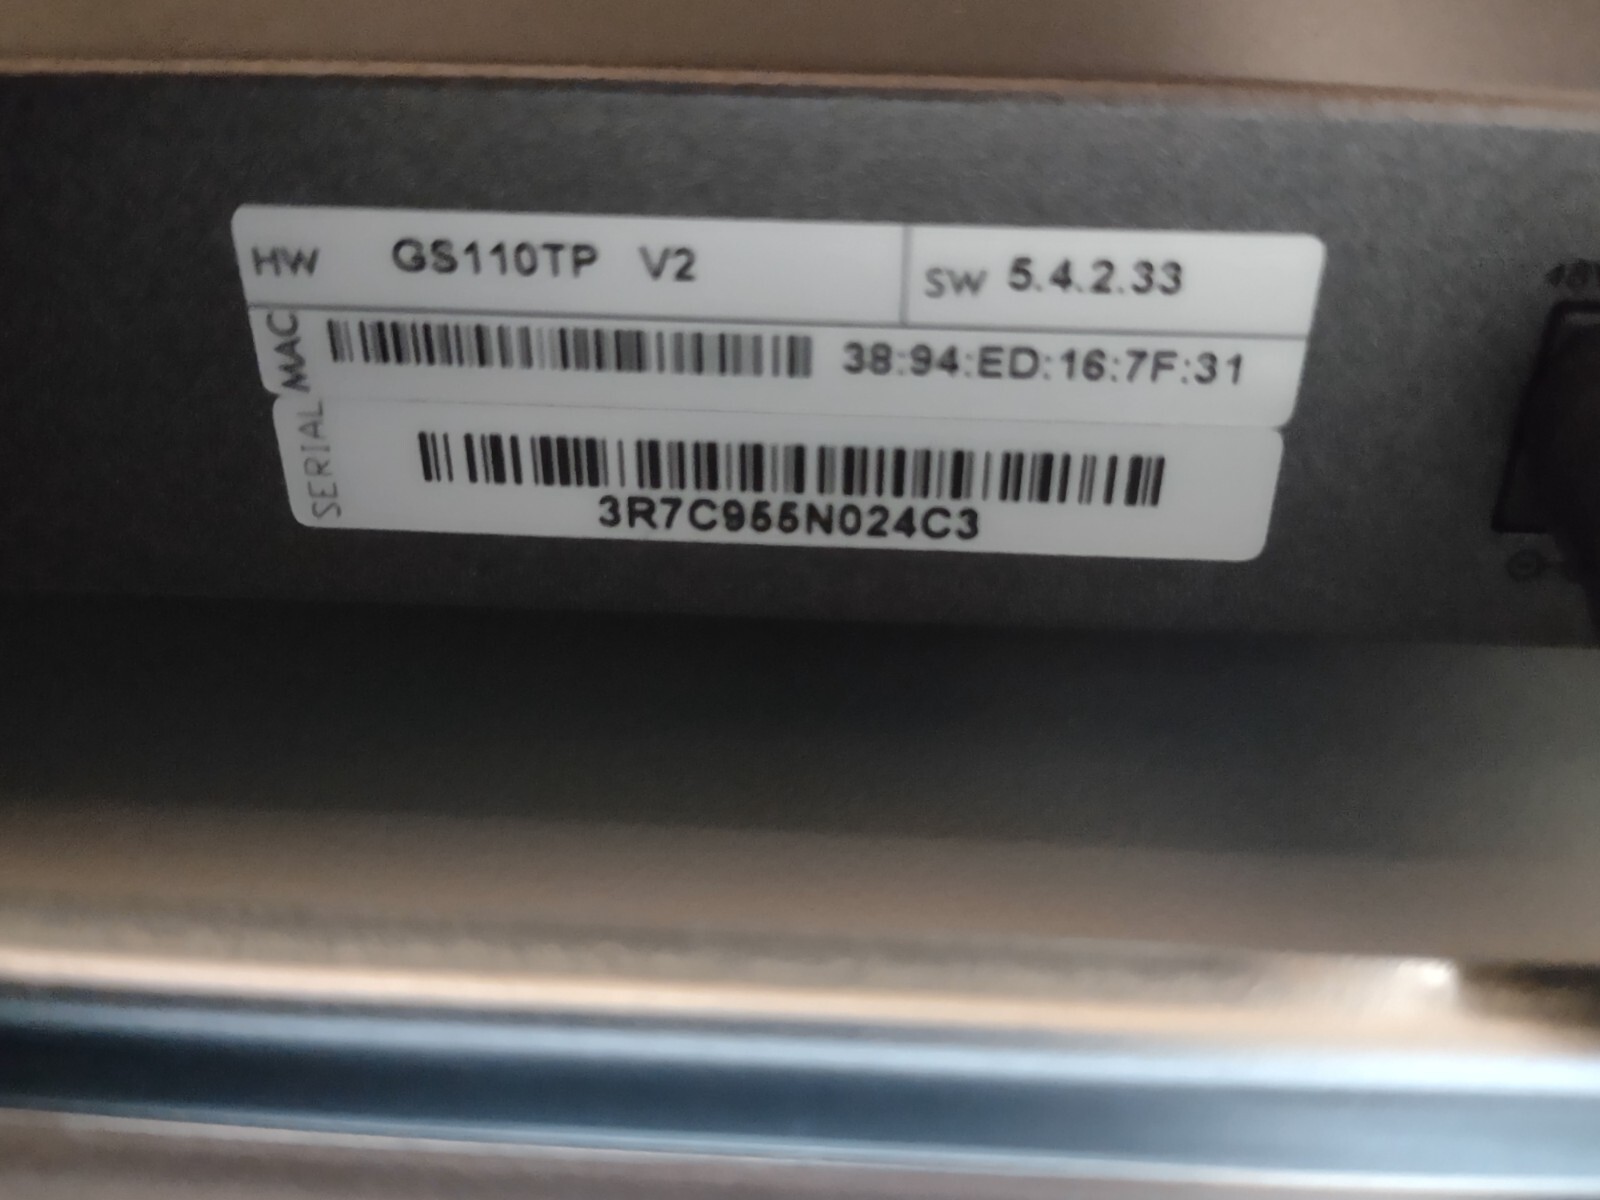 HW GS110TP V2
SW 5.4.2.33
MAC 38:94:ED:16:7F:31
SERIAL
3R7C955N024C3